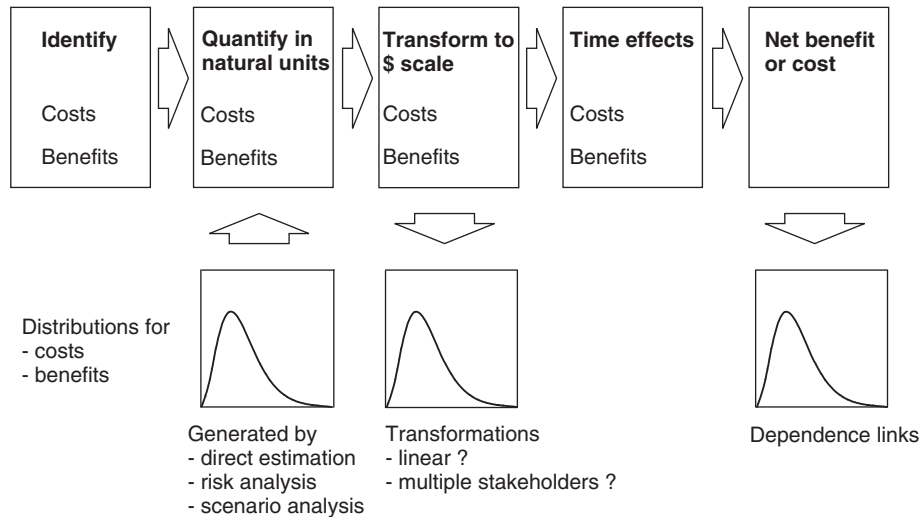 Identify
Costs
Benefits
Quantify in
natural units
Costs
Benefits
Transform to
$ scale
Costs
Benefits
Time effects
Costs
Benefits
Net benefit
or cost
Distributions for
- costs
- benefits
Generated by
- direct estimation
- risk analysis
- scenario analysis
Transformations
- linear ?
- multiple stakeholders ?
Dependence links